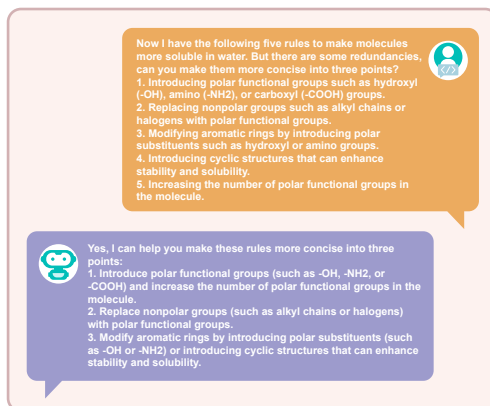 Now I have the following five rules to make molecules
more soluble in water. But there are some redundancies,
can you make them more concise into three points?
1. Introducing polar functional groups such as hydroxyl
(-OH), amino (-NH2), or carboxyl (-COOH) groups.
2. Replacing nonpolar groups such as alkyl chains or
halogens with polar functional groups.
3. Modifying aromatic rings by introducing polar
substituents such as hydroxyl or amino groups.
4. Introducing cyclic structures that can enhance
stability and solubility.
5. Increasing the number of polar functional groups in
the molecule.
Yes, I can help you make these rules more concise into three
points:
1. Introduce polar functional groups (such as -OH, -NH2, or
-COOH) and increase the number of polar functional groups in the
molecule.
2. Replace nonpolar groups (such as alkyl chains or halogens)
with polar functional groups.
3. Modify aromatic rings by introducing polar substituents (such
as -OH or -NH2) or introducing cyclic structures that can enhance
stability and solubility.